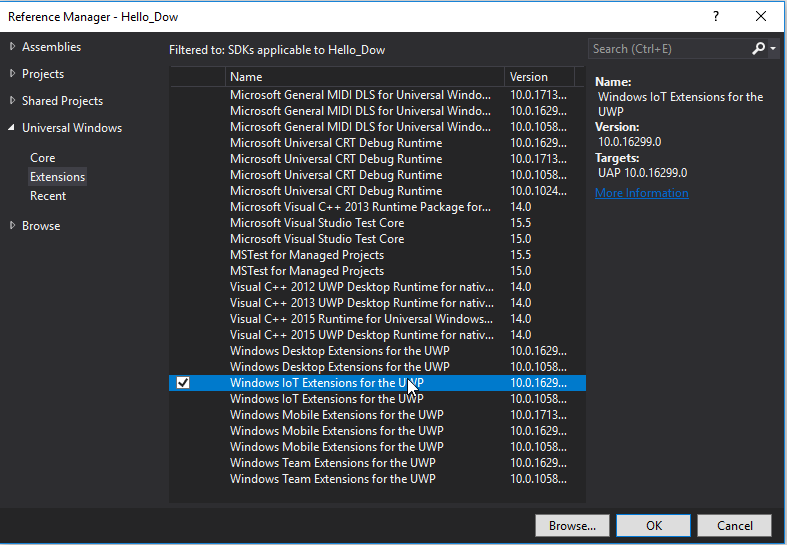 Reference Manager - Hello_Dow
Assemblies
Projects
Shared Projects
Universal Windows
Core
Extensions
Recent
Browse
Filtered to: SDKs applicable to Hello_Dow
Name Version
Microsoft General MIDI DLS for Universal Windo... 10.0.1713...
Microsoft General MIDI DLS for Universal Windo... 10.0.1629...
Microsoft General MIDI DLS for Universal Windo... 10.0.1058...
Microsoft Universal CRT Debug Runtime 10.0.1629...
Microsoft Universal CRT Debug Runtime 10.0.1713...
Microsoft Universal CRT Debug Runtime 10.0.1058...
Microsoft Universal CRT Debug Runtime 10.0.1024...
Microsoft Visual C++ 2013 Runtime Package for... 14.0
Microsoft Visual Studio Test Core 15.5
Microsoft Visual Studio Test Core 15.0
MSTest for Managed Projects 15.5
MSTest for Managed Projects 15.0
Visual C++ 2012 UWP Desktop Runtime for nativ... 14.0
Visual C++ 2013 UWP Desktop Runtime for nativ... 14.0
Visual C++ 2015 Runtime for Universal Windows... 14.0
Visual C++ 2015 UWP Desktop Runtime for nativ... 14.0
Windows Desktop Extensions for the UWP 10.0.1629...
Windows Desktop Extensions for the UWP 10.0.1058...
Windows IoT Extensions for the UWP 10.0.1629...
Windows IoT Extensions for the UWP 10.0.1058...
Windows Mobile Extensions for the UWP 10.0.1713...
Windows Mobile Extensions for the UWP 10.0.1629...
Windows Mobile Extensions for the UWP 10.0.1058...
Windows Team Extensions for the UWP 10.0.1629...
Windows Team Extensions for the UWP 10.0.1058...
Search (Ctrl+E)
Name:
Windows IoT Extensions for the
UWP
Version:
10.0.16299.0
Targets:
UAP 10.0.16299.0
More Information
Browse... OK Cancel